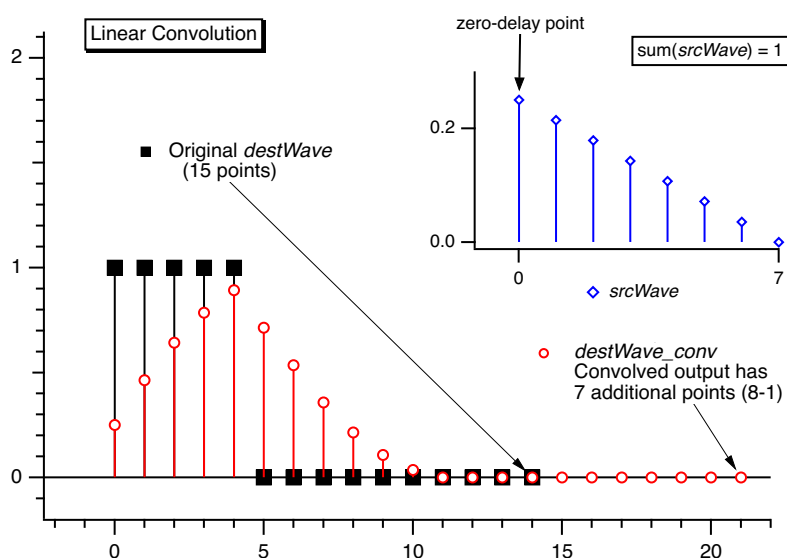 Linear Convolution
zero-delay point
sum(srcWave) = 1
2
1
0
Original destWave
(15 points)
0.2
0.0
0
7
srcWave
destWave_conv
Convolved output has
7 additional points (8-1)
0
5
10
15
20